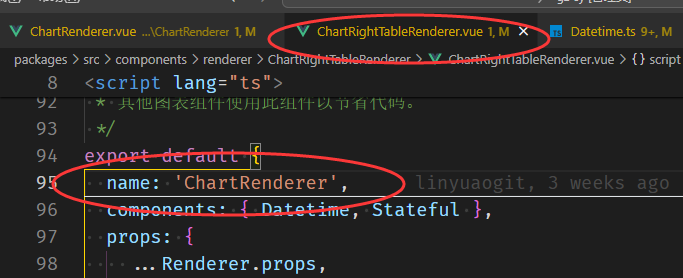 ChartRenderer.vue ...\ChartRenderer 1, M ChartRightTableRenderer.vue 1, M × TS Datetime.ts 9+, M
packages > src > components > renderer > ChartRightTableRenderer > ChartRightTableRenderer.vue > {} script
8 <script lang="ts">
92 * 其他图表组件使用此组件以节省代码。
93 */
94 export default {
95 name: 'ChartRenderer', linyuaogit, 3 weeks ago
96 components: { Datetime, Stateful },
97 props: {
98 ...Renderer.props,